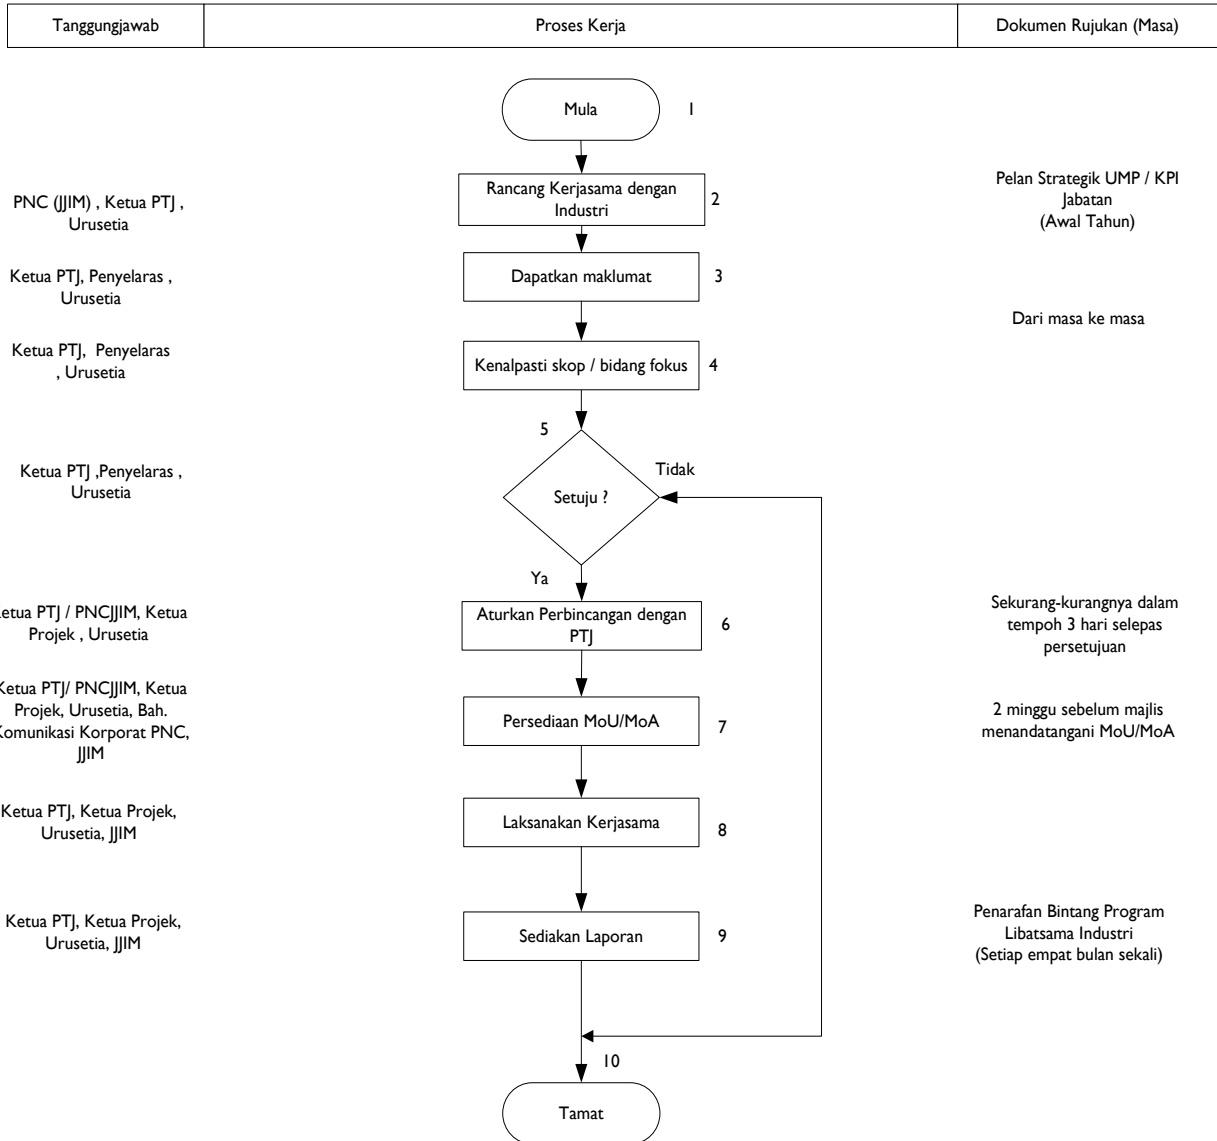 Tanggungjawab
Proses Kerja
Dokumen Rujukan (Masa)
Mula
1
PNC (JJIM) , Ketua PTJ ,
Urusetia
Rancang Kerjasama dengan
Industri
2
Pelan Strategik UMP / KPI
Jabatan
(Awal Tahun)
Ketua PTJ, Penyelaras ,
Urusetia
Dapatkan maklumat
3
Dari masa ke masa
Ketua PTJ, Penyelaras
, Urusetia
Kenalpasti skop / bidang fokus
4
5
Ketua PTJ ,Penyelaras ,
Urusetia
Setuju ?
Tidak
Ya
etua PTJ / PNCJJIM, Ketua
Projek , Urusetia
Aturkan Perbincangan dengan
PTJ
6
Sekurang-kurangnya dalam
tempoh 3 hari selepas
persetujuan
Ketua PTJ/ PNCJJIM, Ketua
Projek, Urusetia, Bah.
Komunikasi Korporat PNC,
JJIM
Persediaan MoU/MoA
7
2 minggu sebelum majlis
menandatangani MoU/MoA
Ketua PTJ, Ketua Projek,
Urusetia, JJIM
Laksanakan Kerjasama
8
Ketua PTJ, Ketua Projek,
Urusetia, JJIM
Sediakan Laporan
9
Penarafan Bintang Program
Libatsama Industri
(Setiap empat bulan sekali)
10
Tamat